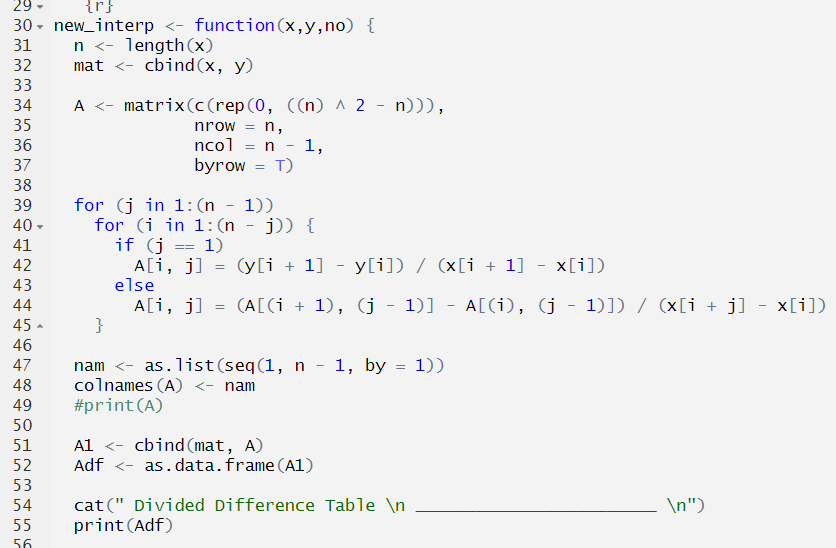 29 {r}
30 new_interp <- function(x,y,no) {
31 n <- length(x)
32 mat <- cbind(x, y)
33
34 A <- matrix(c(rep(0, ((n) ^ 2 - n))),
35 nrow = n,
36 ncol = n - 1,
37 byrow = T)
38
39 for (j in 1:(n - 1))
40 for (i in 1:(n - j)) {
41 if (j == 1)
42 A[i, j] = (y[i + 1] - y[i]) / (x[i + 1] - x[i])
43 else
44 A[i, j] = (A[(i + 1), (j - 1)] - A[(i), (j - 1)]) / (x[i + j] - x[i])
45 }
46
47 nam <- as.list(seq(1, n - 1, by = 1))
48 colnames(A) <- nam
49 #print(A)
50
51 A1 <- cbind(mat, A)
52 Adf <- as.data.frame(A1)
53
54 cat(" Divided Difference Table \n ________________________ \n")
55 print(Adf)
56